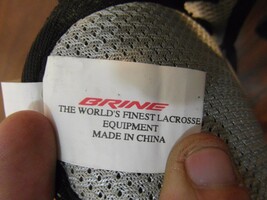 BRINE
THE WORLD'S FINEST LACROSSE
EQUIPMENT
MADE IN CHINA